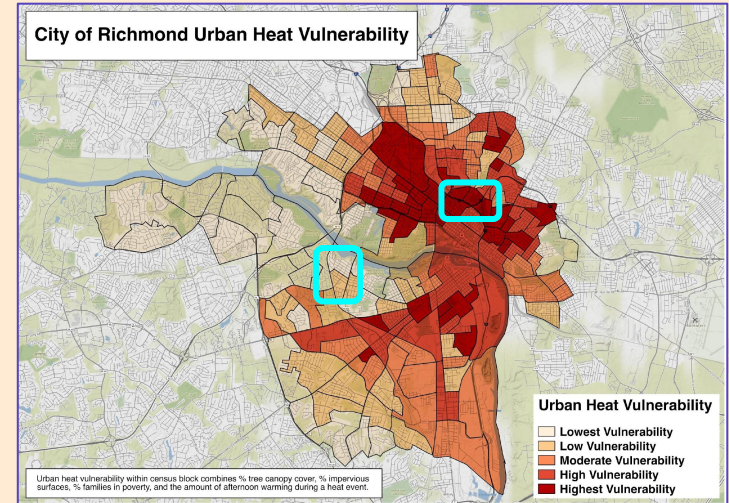 City of Richmond Urban Heat Vulnerability
Urban Heat Vulnerability
Lowest Vulnerability
Low Vulnerability
Moderate Vulnerability
High Vulnerability
Highest Vulnerability
Urban heat vulnerability within census block combines % tree canopy cover, % impervious
surfaces, % families in poverty, and the amount of afternoon warming during a heat event.